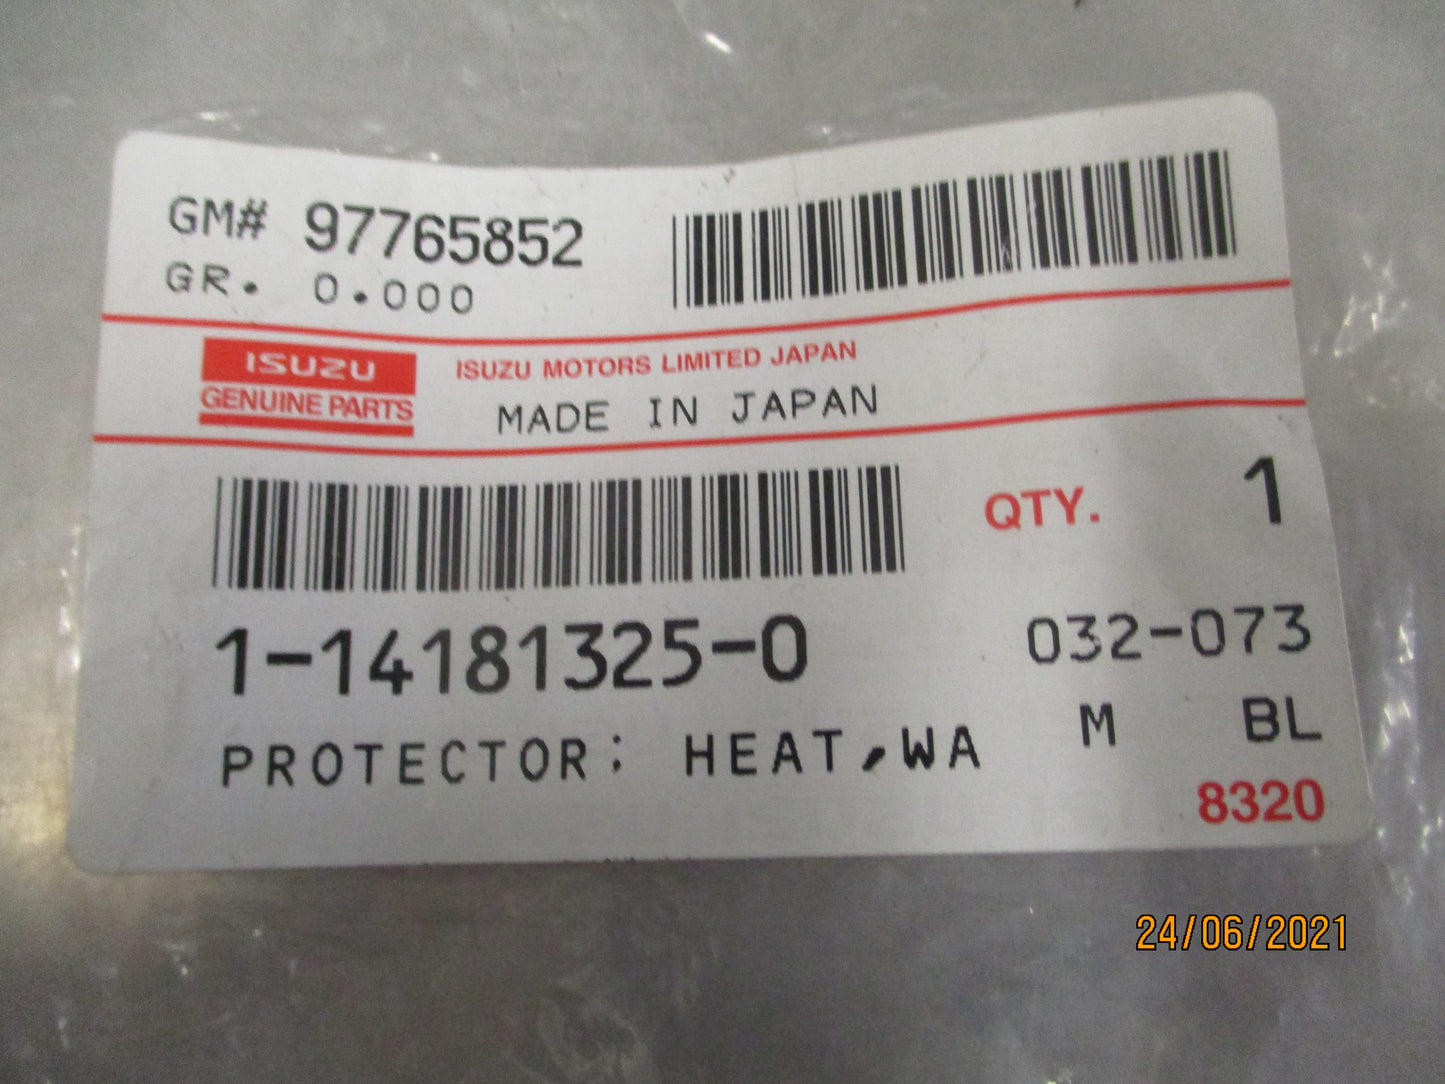 GM# 97765852
GR. 0.000
ISUZU
GENUINE PARTS
ISUZU MOTORS LIMITED JAPAN
MADE IN JAPAN
QTY. 1
1-14181325-0
032-073
PROTECTOR: HEAT,WA
M BL
8320
24/06/2021